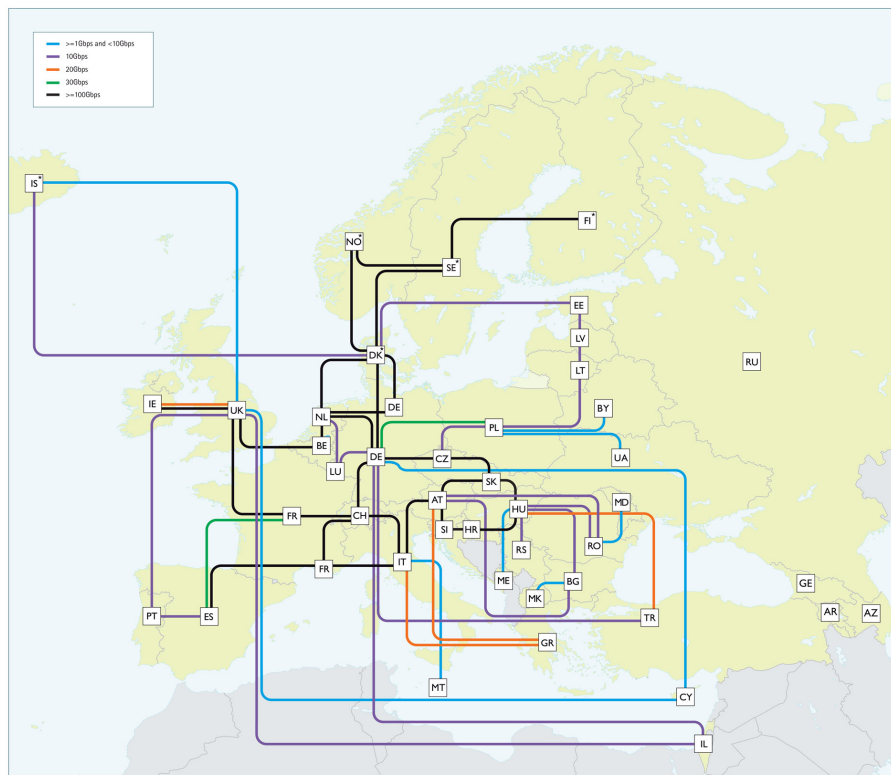 >=1Gbps and <10Gbps
10Gbps
20Gbps
30Gbps
>=100Gbps
IS*
FI*
NO*
SE*
EE
LV
DK*
RU
LT
IE
UK
NL
DE
BY
PL
BE
DE
CZ
UA
LU
SK
AT
MD
HU
FR
CH
SI
HR
RO
RS
IT
FR
ME
BG
GE
MK
PT
ES
TR
AR
AZ
GR
MT
CY
IL